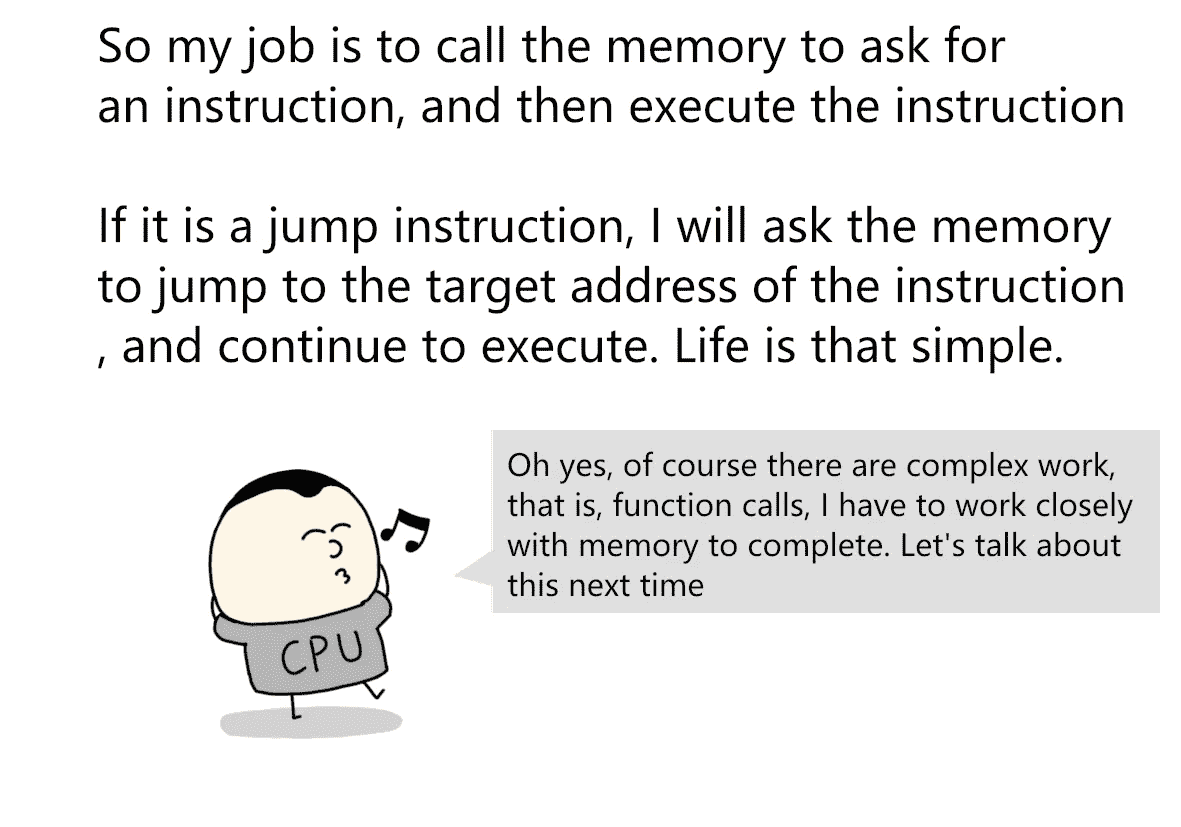 So my job is to call the memory to ask for
an instruction, and then execute the instruction
If it is a jump instruction, I will ask the memory
to jump to the target address of the instruction
, and continue to execute. Life is that simple.
Oh yes, of course there are complex work,
that is, function calls, I have to work closely
with memory to complete. Let's talk about
this next time
CPU